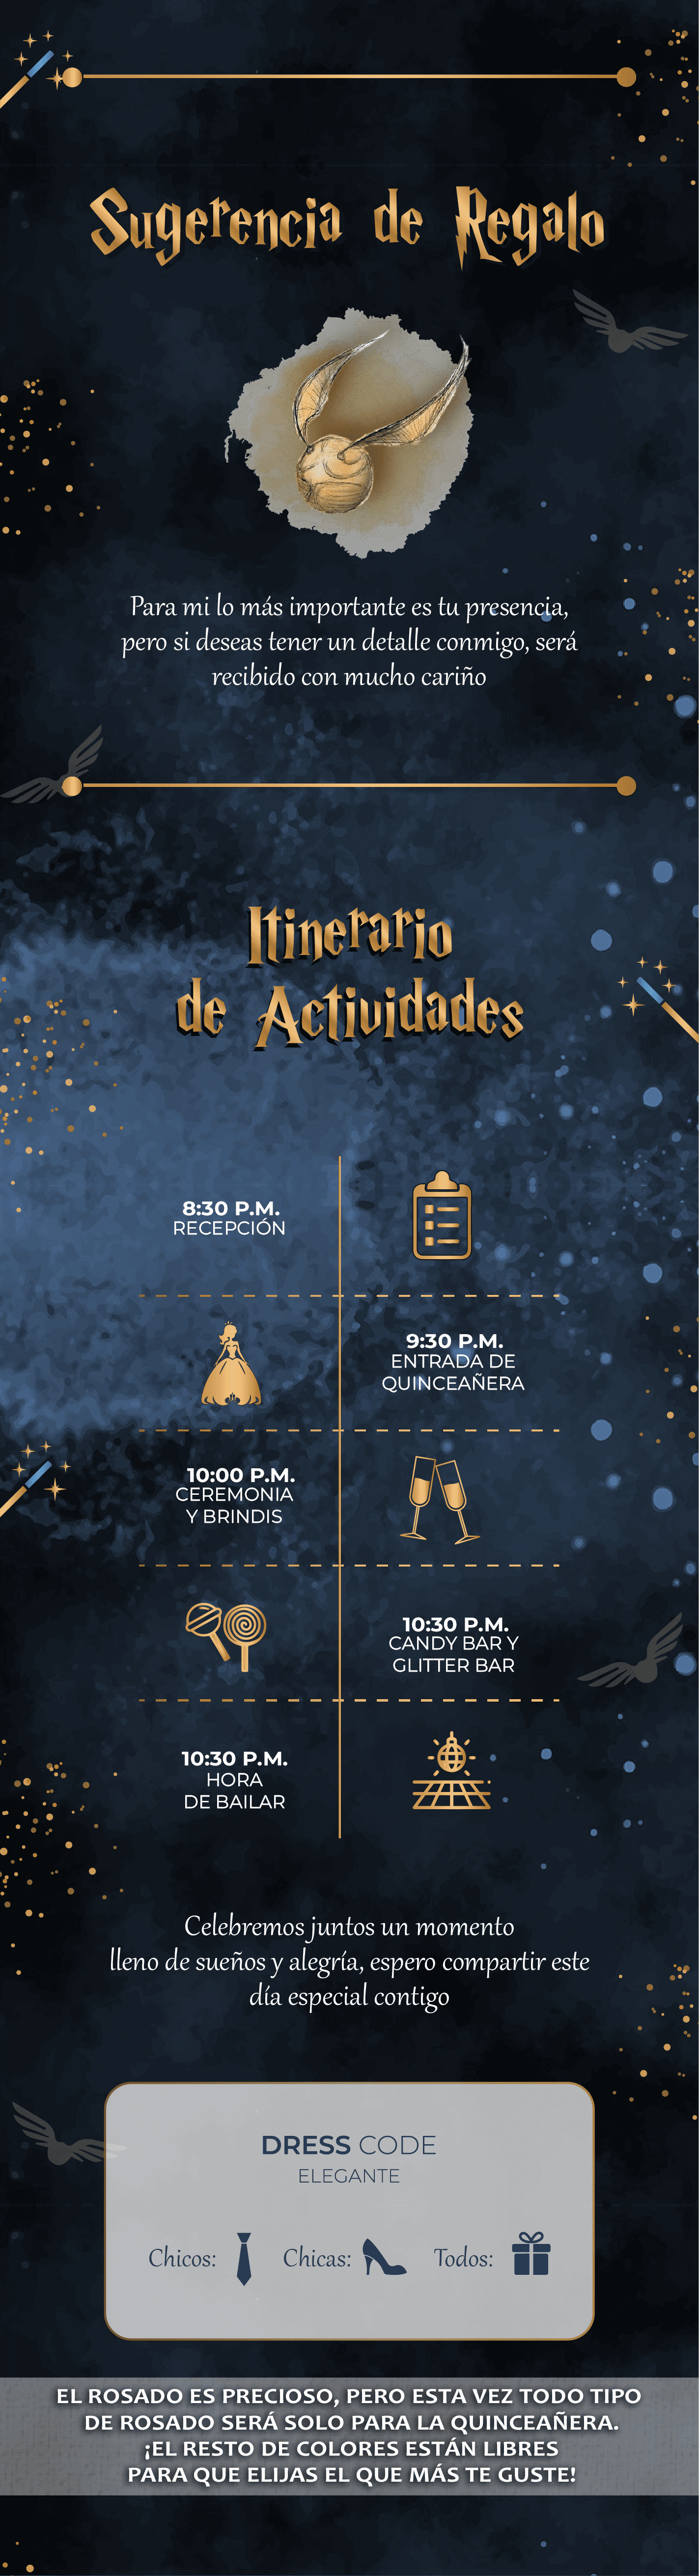 Sugerencia de Regalo
Para mi lo más importante es tu presencia,
pero si deseas tener un detalle conmigo, será
recibido con mucho cariño
Itinerario
de Actividades
8:30 P.M.
RECEPCIÓN
9:30 P.M.
ENTRADA DE
QUINCEAÑERA
10:00 P.M.
CEREMONIA
Y BRINDIS
10:30 P.M.
CANDY BAR Y
GLITTER BAR
10:30 P.M.
HORA
DE BAILAR
Celebremos juntos un momento
lleno de sueños y alegría, espero compartir este
día especial contigo
DRESS CODE
ELEGANTE
Chicos: Chicas: Todos:
EL ROSADO ES PRECIOSO, PERO ESTA VEZ TODO TIPO
DE ROSADO SERÁ SOLO PARA LA QUINCEAÑERA.
¡EL RESTO DE COLORES ESTÁN LIBRES
PARA QUE ELIJAS EL QUE MÁS TE GUSTE!